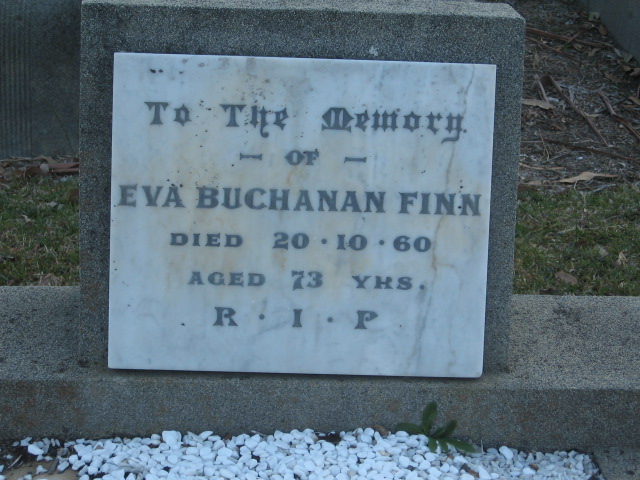 To The Memory.
— OF —
EVA BUCHANAN FINN
DIED 20·10·60
AGED 73 YRS.
R·I·P